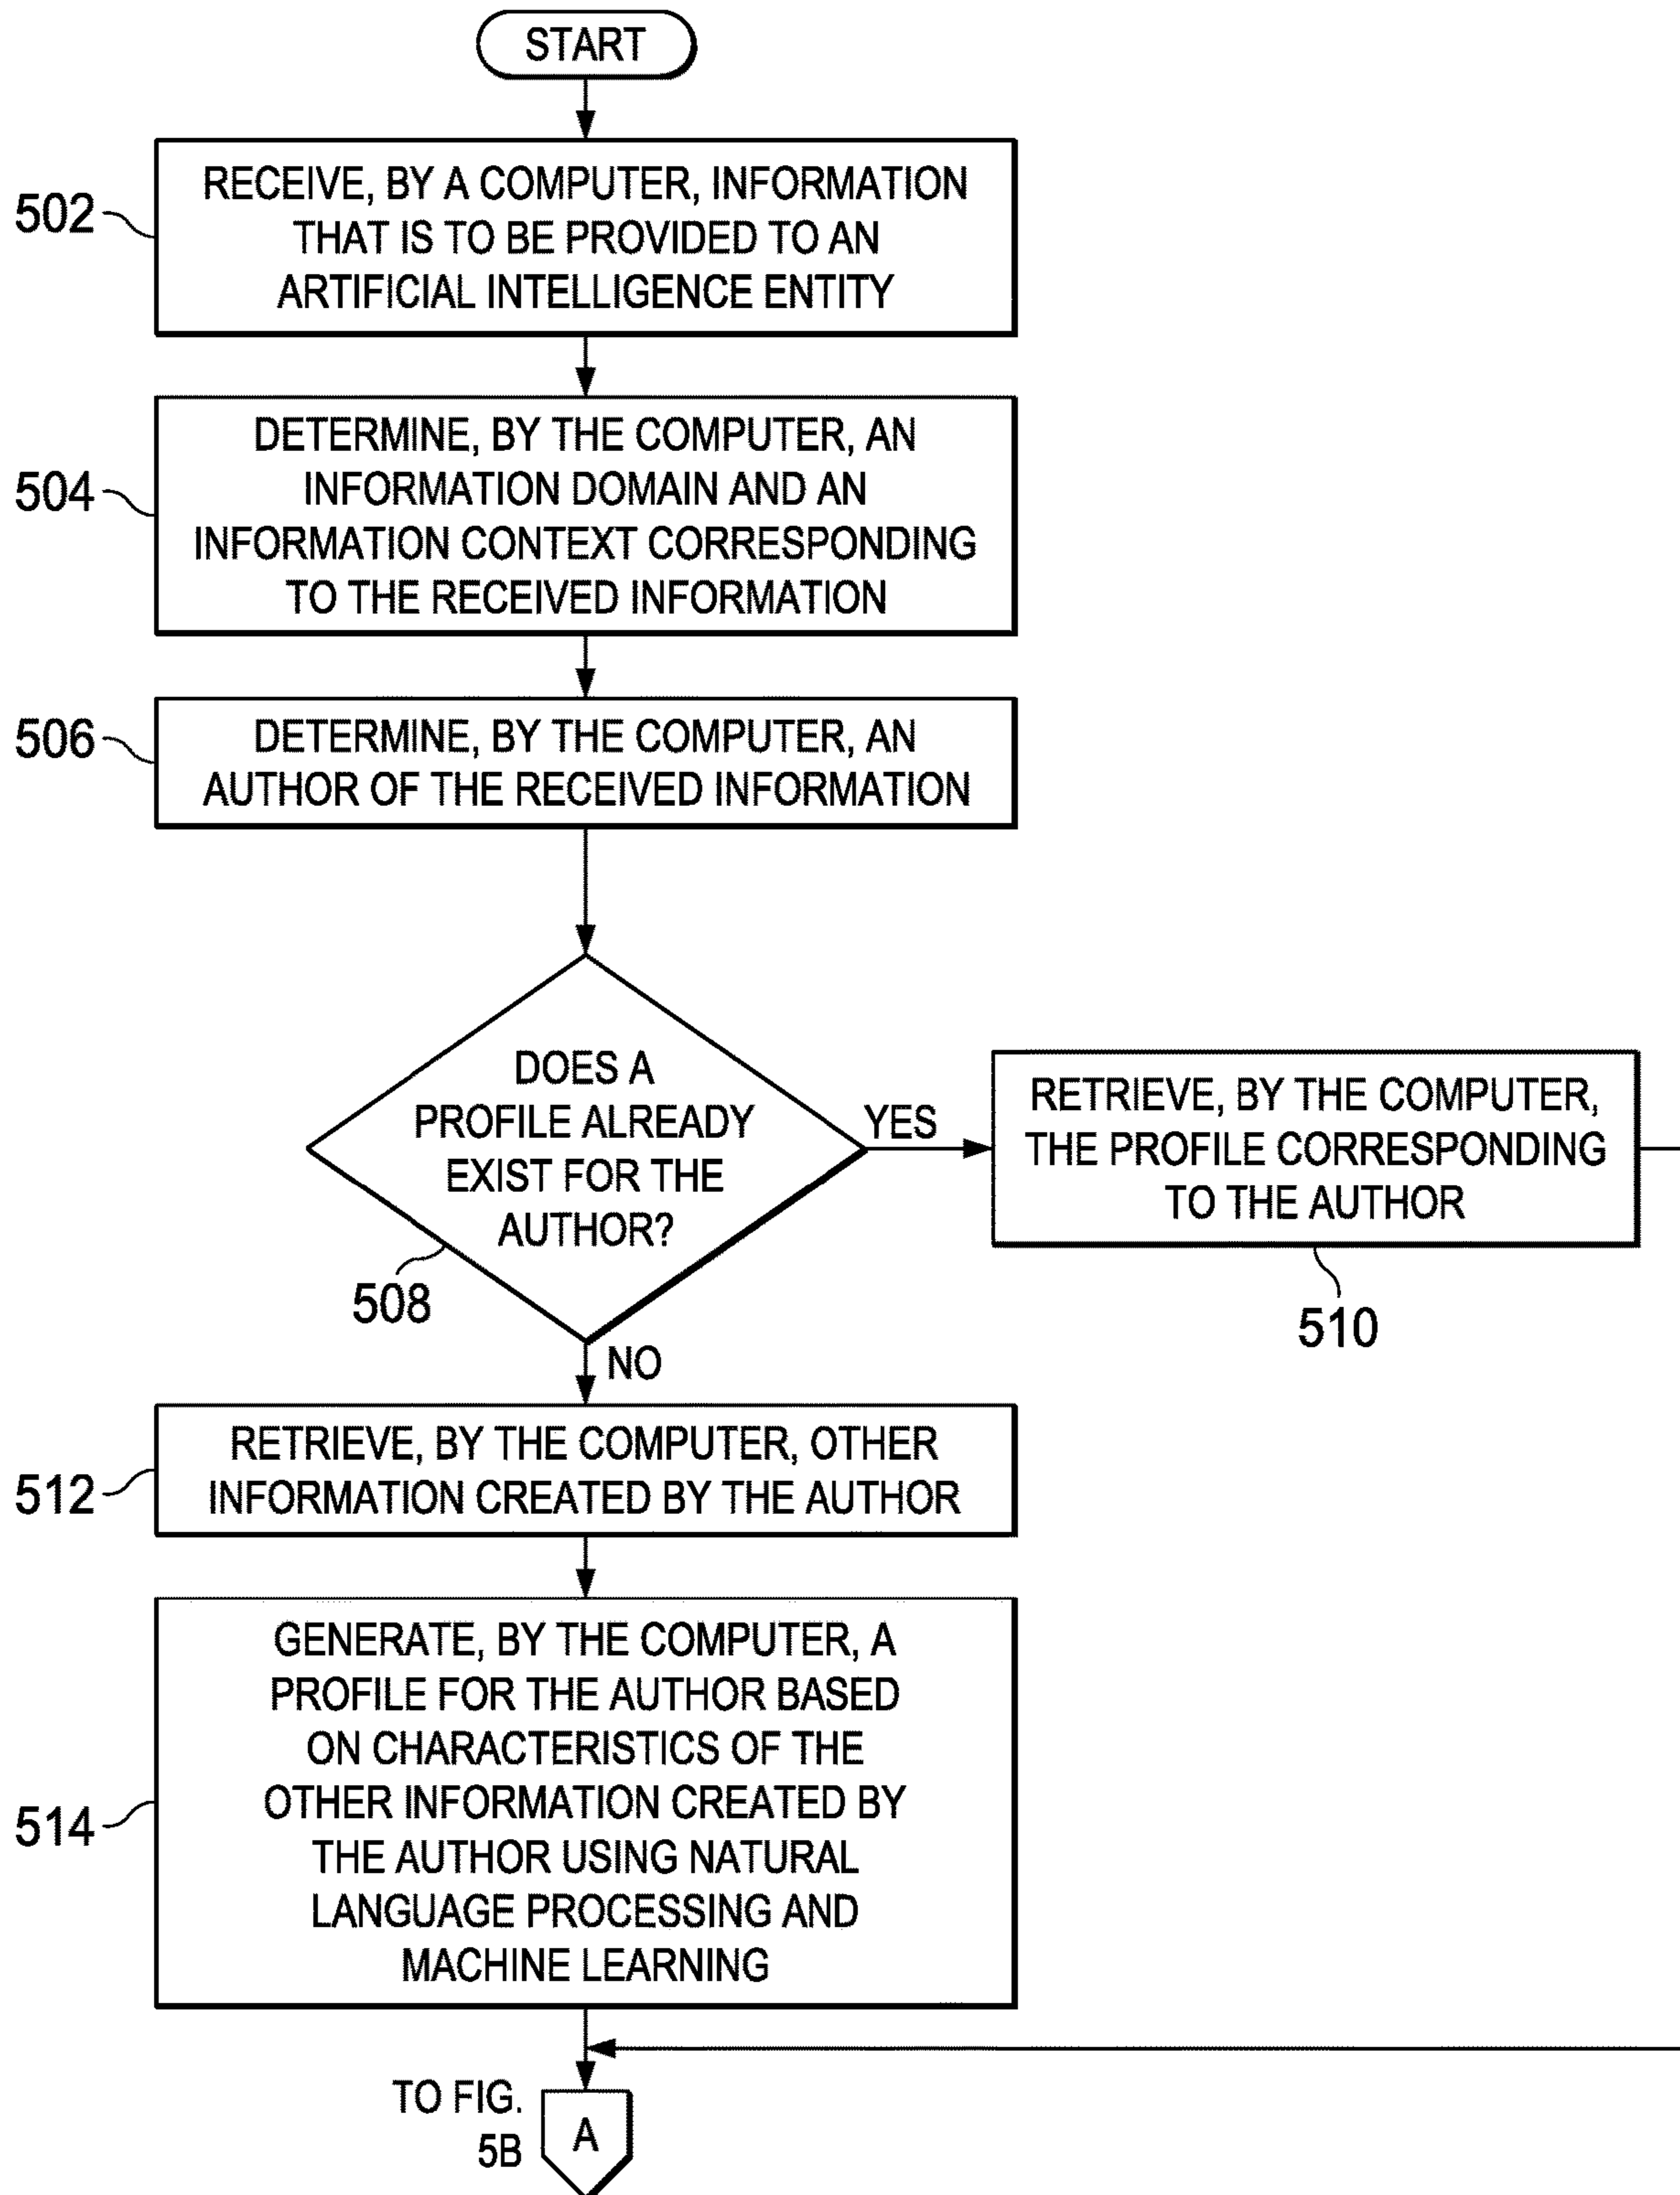 START
502
RECEIVE, BY A COMPUTER, INFORMATION
THAT IS TO BE PROVIDED TO AN
ARTIFICIAL INTELLIGENCE ENTITY
504
DETERMINE, BY THE COMPUTER, AN
INFORMATION DOMAIN AND AN
INFORMATION CONTEXT CORRESPONDING
TO THE RECEIVED INFORMATION
506
DETERMINE, BY THE COMPUTER, AN
AUTHOR OF THE RECEIVED INFORMATION
DOES A
PROFILE ALREADY
EXIST FOR THE
AUTHOR?
508
YES
RETRIEVE, BY THE COMPUTER,
THE PROFILE CORRESPONDING
TO THE AUTHOR
510
NO
512
RETRIEVE, BY THE COMPUTER, OTHER
INFORMATION CREATED BY THE AUTHOR
514
GENERATE, BY THE COMPUTER, A
PROFILE FOR THE AUTHOR BASED
ON CHARACTERISTICS OF THE
OTHER INFORMATION CREATED BY
THE AUTHOR USING NATURAL
LANGUAGE PROCESSING AND
MACHINE LEARNING
TO FIG.
5B
A